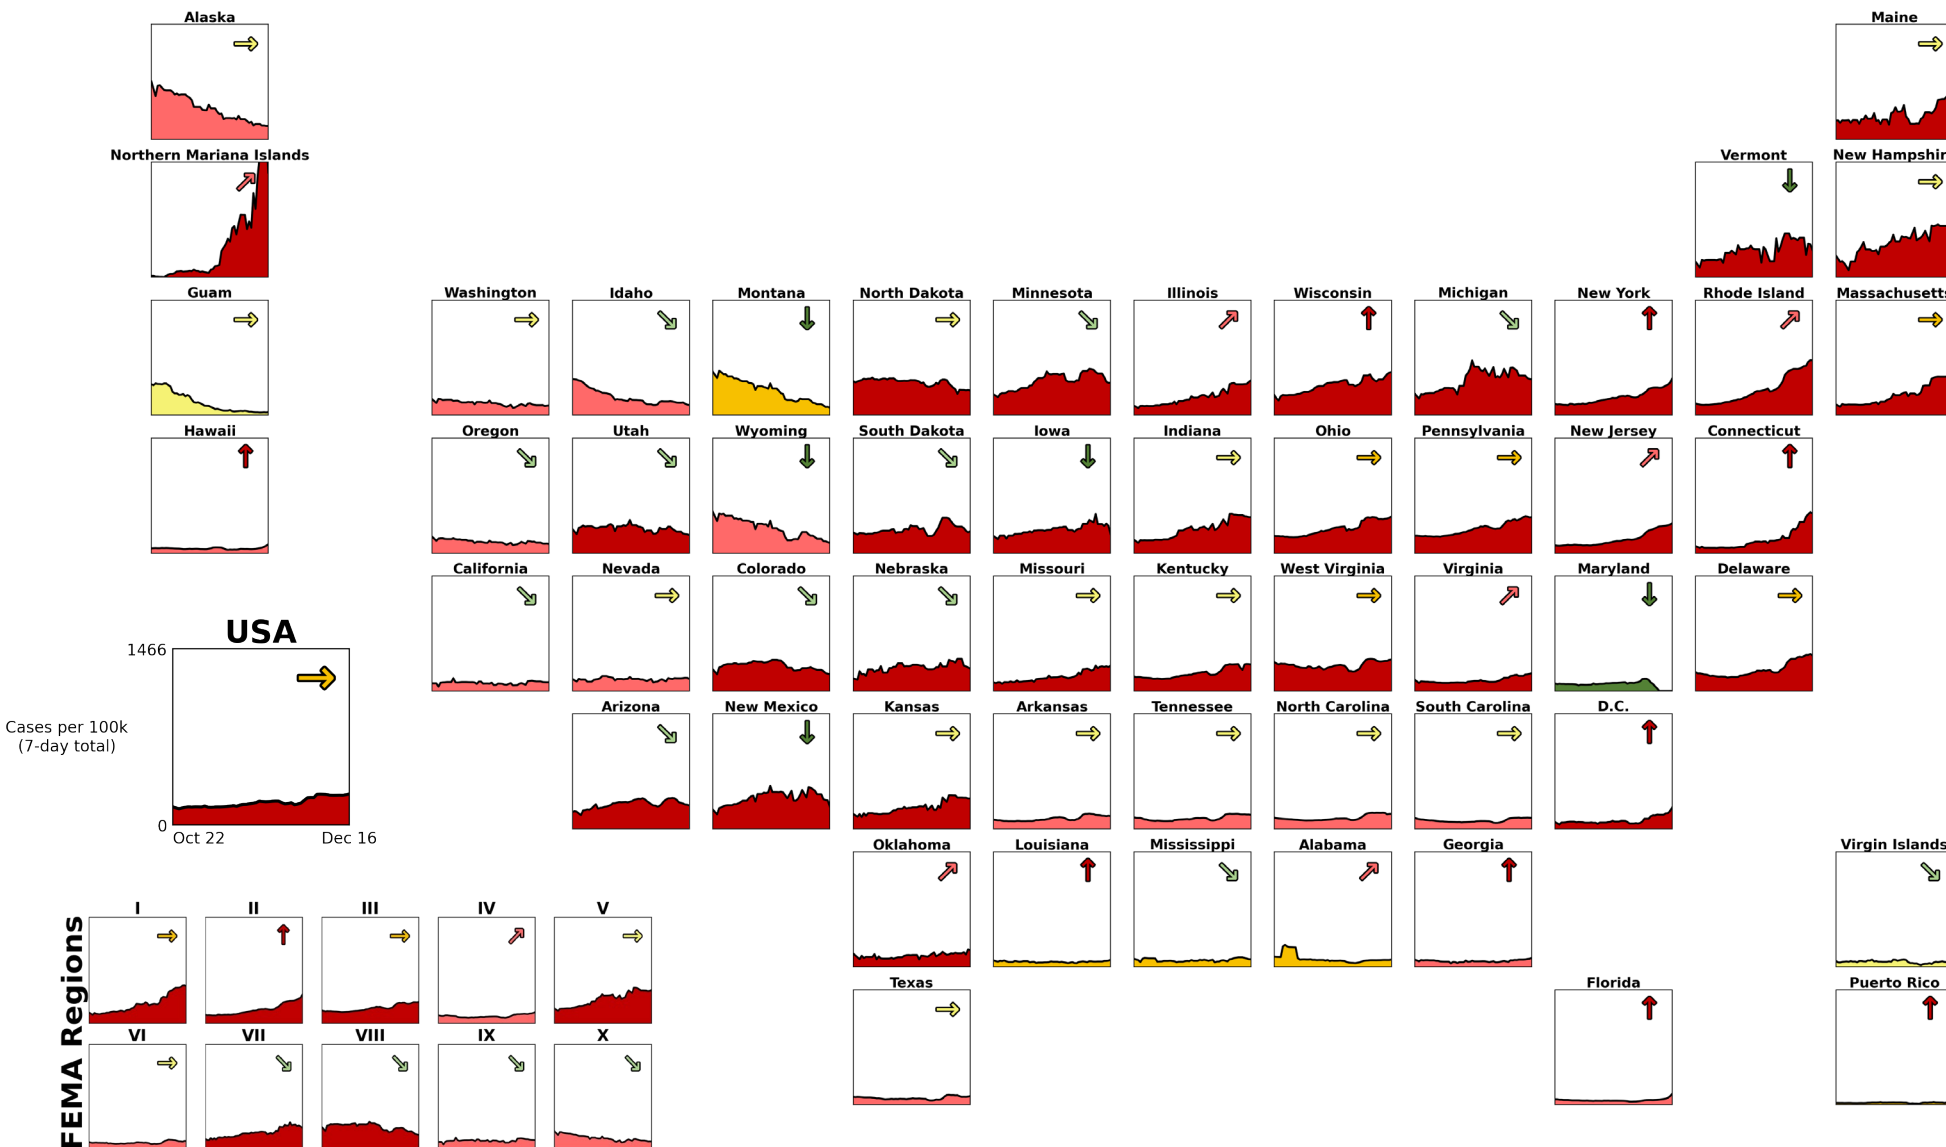 Alaska
Maine
Northern Mariana Islands
Vermont
New Hampshir
Guam
Washington
Idaho
Montana
North Dakota
Minnesota
Illinois
Wisconsin
Michigan
New York
Rhode Island
Massachusetts
Hawaii
Oregon
Utah
Wyoming
South Dakota
Iowa
Indiana
Ohio
Pennsylvania
New Jersey
Connecticut
California
Nevada
Colorado
Nebraska
Missouri
Kentucky
West Virginia
Virginia
Maryland
Delaware
USA
1466
Cases per 100k
(7-day total)
0
Oct 22
Dec 16
Arizona
New Mexico
Kansas
Arkansas
Tennessee
North Carolina
South Carolina
D.C.
Oklahoma
Louisiana
Mississippi
Alabama
Georgia
Virgin Islands
FEMA Regions
I
II
III
IV
V
Texas
Florida
Puerto Rico
VI
VII
VIII
IX
X